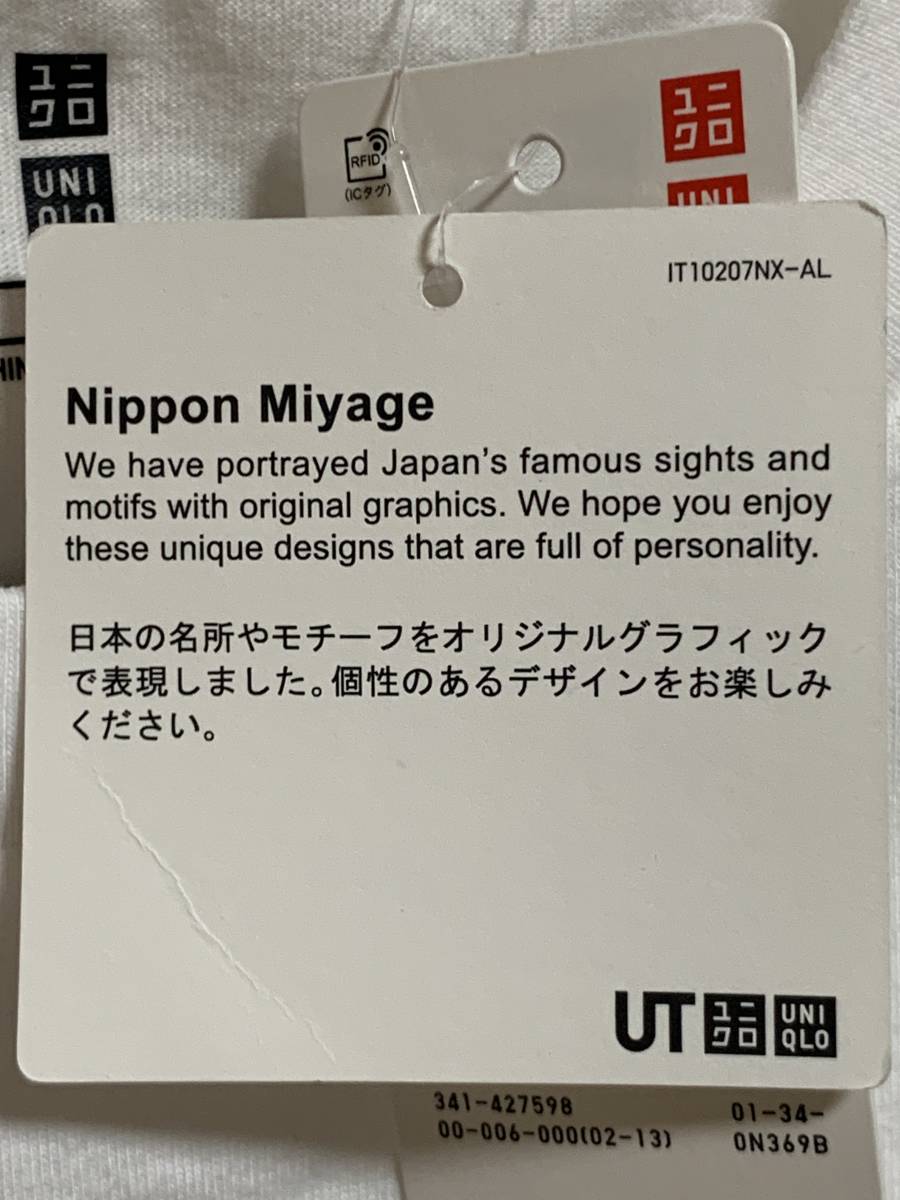 ユニ
クロ
UNI
QLO
RFID
(ICタグ)
ユニ
クロ
UNI
IT10207NX-AL
Nippon Miyage
We have portrayed Japan's famous sights and
motifs with original graphics. We hope you enjoy
these unique designs that are full of personality.
日本の名所やモチーフをオリジナルグラフィック
で表現しました。個性のあるデザインをお楽しみ
ください。
UT ユニ
クロ
UNI
QLO
341-427598
00-006-000(02-13)
01-34-
0N369B